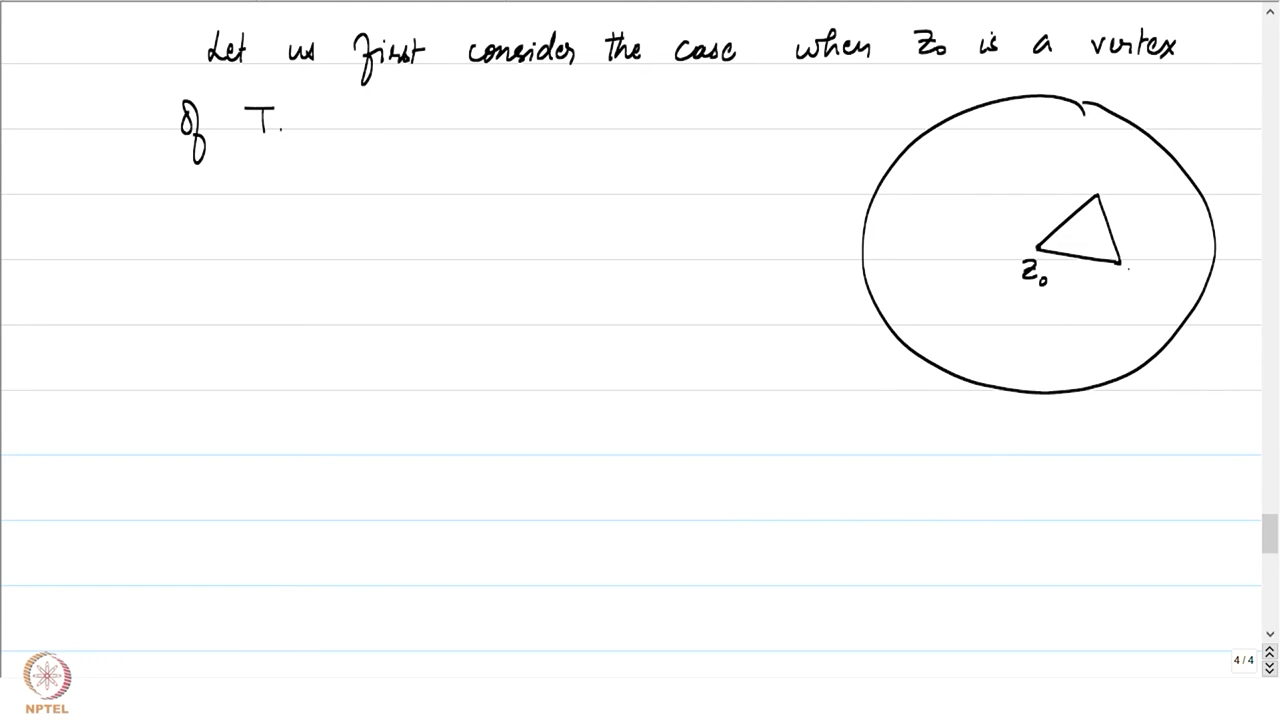 Let us first consider the case when z₀ is a vertex
of T.
z₀
4 / 4
NPTEL